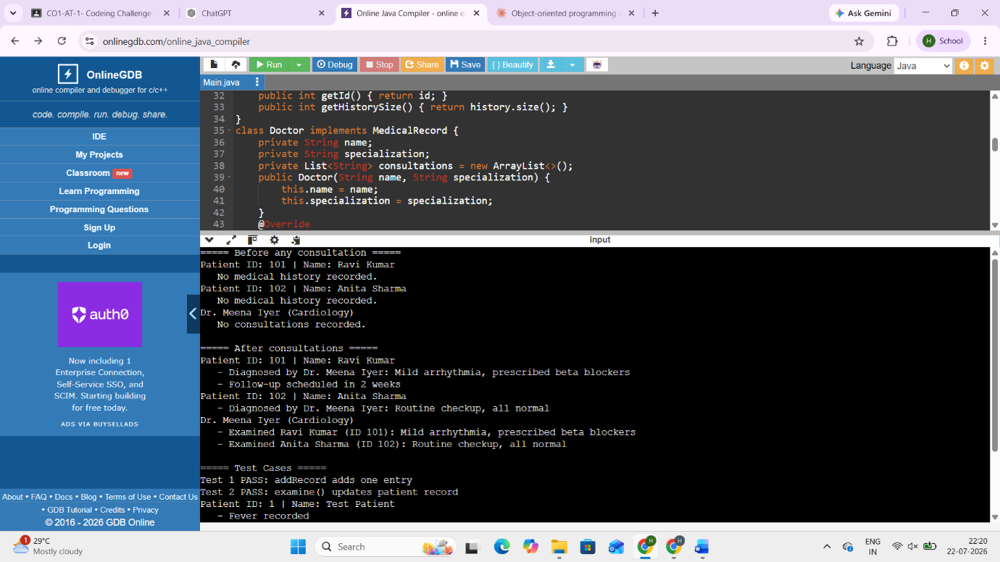 CO1-AT-1- Codeing Challenge
ChatGPT
Online Java Compiler - online e
Object-oriented programming
Ask Gemini
onlinegdb.com/online_java_compiler
H School
OnlineGDB
online compiler and debugger for c/c++
code. compile. run. debug. share.
IDE
My Projects
Classroom new
Learn Programming
Programming Questions
Sign Up
Login
auth0
Now including 1
Enterprise Connection,
Self-Service SSO, and
SCIM. Starting building
for free today.
ADS VIA BUYSELLADS
About • FAQ • Docs • Blog • Terms of Use • Contact Us
• GDB Tutorial • Credits • Privacy
© 2016 - 2026 GDB Online
Run Debug Stop Share Save { } Beautify
Language Java
Main.java
32 public int getId() { return id; }
33 public int getHistorySize() { return history.size(); }
34 }
35 class Doctor implements MedicalRecord {
36 private String name;
37 private String specialization;
38 private List<String> consultations = new ArrayList<>();
39 public Doctor(String name, String specialization) {
40 this.name = name;
41 this.specialization = specialization;
42 }
43 @Override
input
===== Before any consultation =====
Patient ID: 101 | Name: Ravi Kumar
No medical history recorded.
Patient ID: 102 | Name: Anita Sharma
No medical history recorded.
Dr. Meena Iyer (Cardiology)
No consultations recorded.
===== After consultations =====
Patient ID: 101 | Name: Ravi Kumar
- Diagnosed by Dr. Meena Iyer: Mild arrhythmia, prescribed beta blockers
- Follow-up scheduled in 2 weeks
Patient ID: 102 | Name: Anita Sharma
- Diagnosed by Dr. Meena Iyer: Routine checkup, all normal
Dr. Meena Iyer (Cardiology)
- Examined Ravi Kumar (ID 101): Mild arrhythmia, prescribed beta blockers
- Examined Anita Sharma (ID 102): Routine checkup, all normal
===== Test Cases =====
Test 1 PASS: addRecord adds one entry
Test 2 PASS: examine() updates patient record
Patient ID: 1 | Name: Test Patient
- Fever recorded
1
29°C
Mostly cloudy
Search
H
H
ENG
IN
22:20
22-07-2026